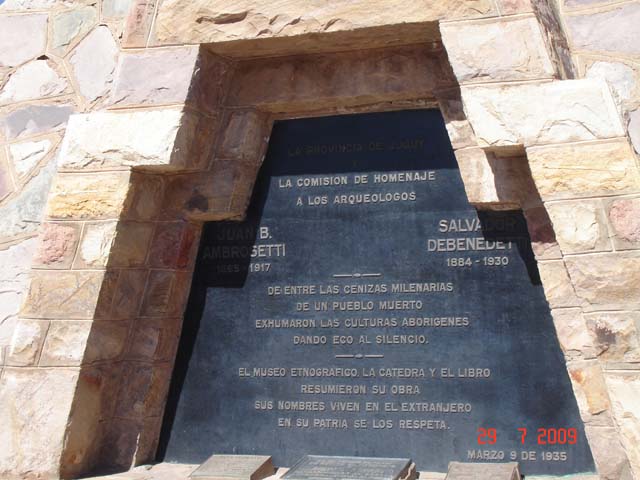 LA PROVINCIA DE JUJUY
Y
LA COMISION DE HOMENAJE
A LOS ARQUEOLOGOS
JUAN B.
AMBROSETTI
1865 - 1917
SALVADOR
DEBENEDETTI
1884 - 1930
DE ENTRE LAS CENIZAS MILENARIAS
DE UN PUEBLO MUERTO
EXHUMARON LAS CULTURAS ABORIGENES
DANDO ECO AL SILENCIO.
EL MUSEO ETNOGRAFICO, LA CATEDRA Y EL LIBRO
RESUMIERON SU OBRA
SUS NOMBRES VIVEN EN EL EXTRANJERO
EN SU PATRIA SE LOS RESPETA.
MARZO 9 DE 1935
29 7 2009